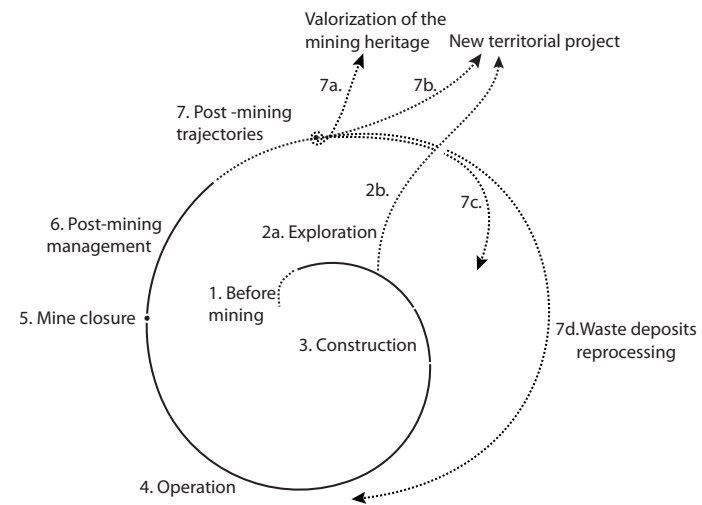 Valorization of the
mining heritage
New territorial project
7a.
7b.
7. Post -mining
trajectories
2b.
7c.
6. Post-mining
management
2a. Exploration
1. Before
mining
5. Mine closure
3. Construction
7d.Waste deposits
reprocessing
4. Operation